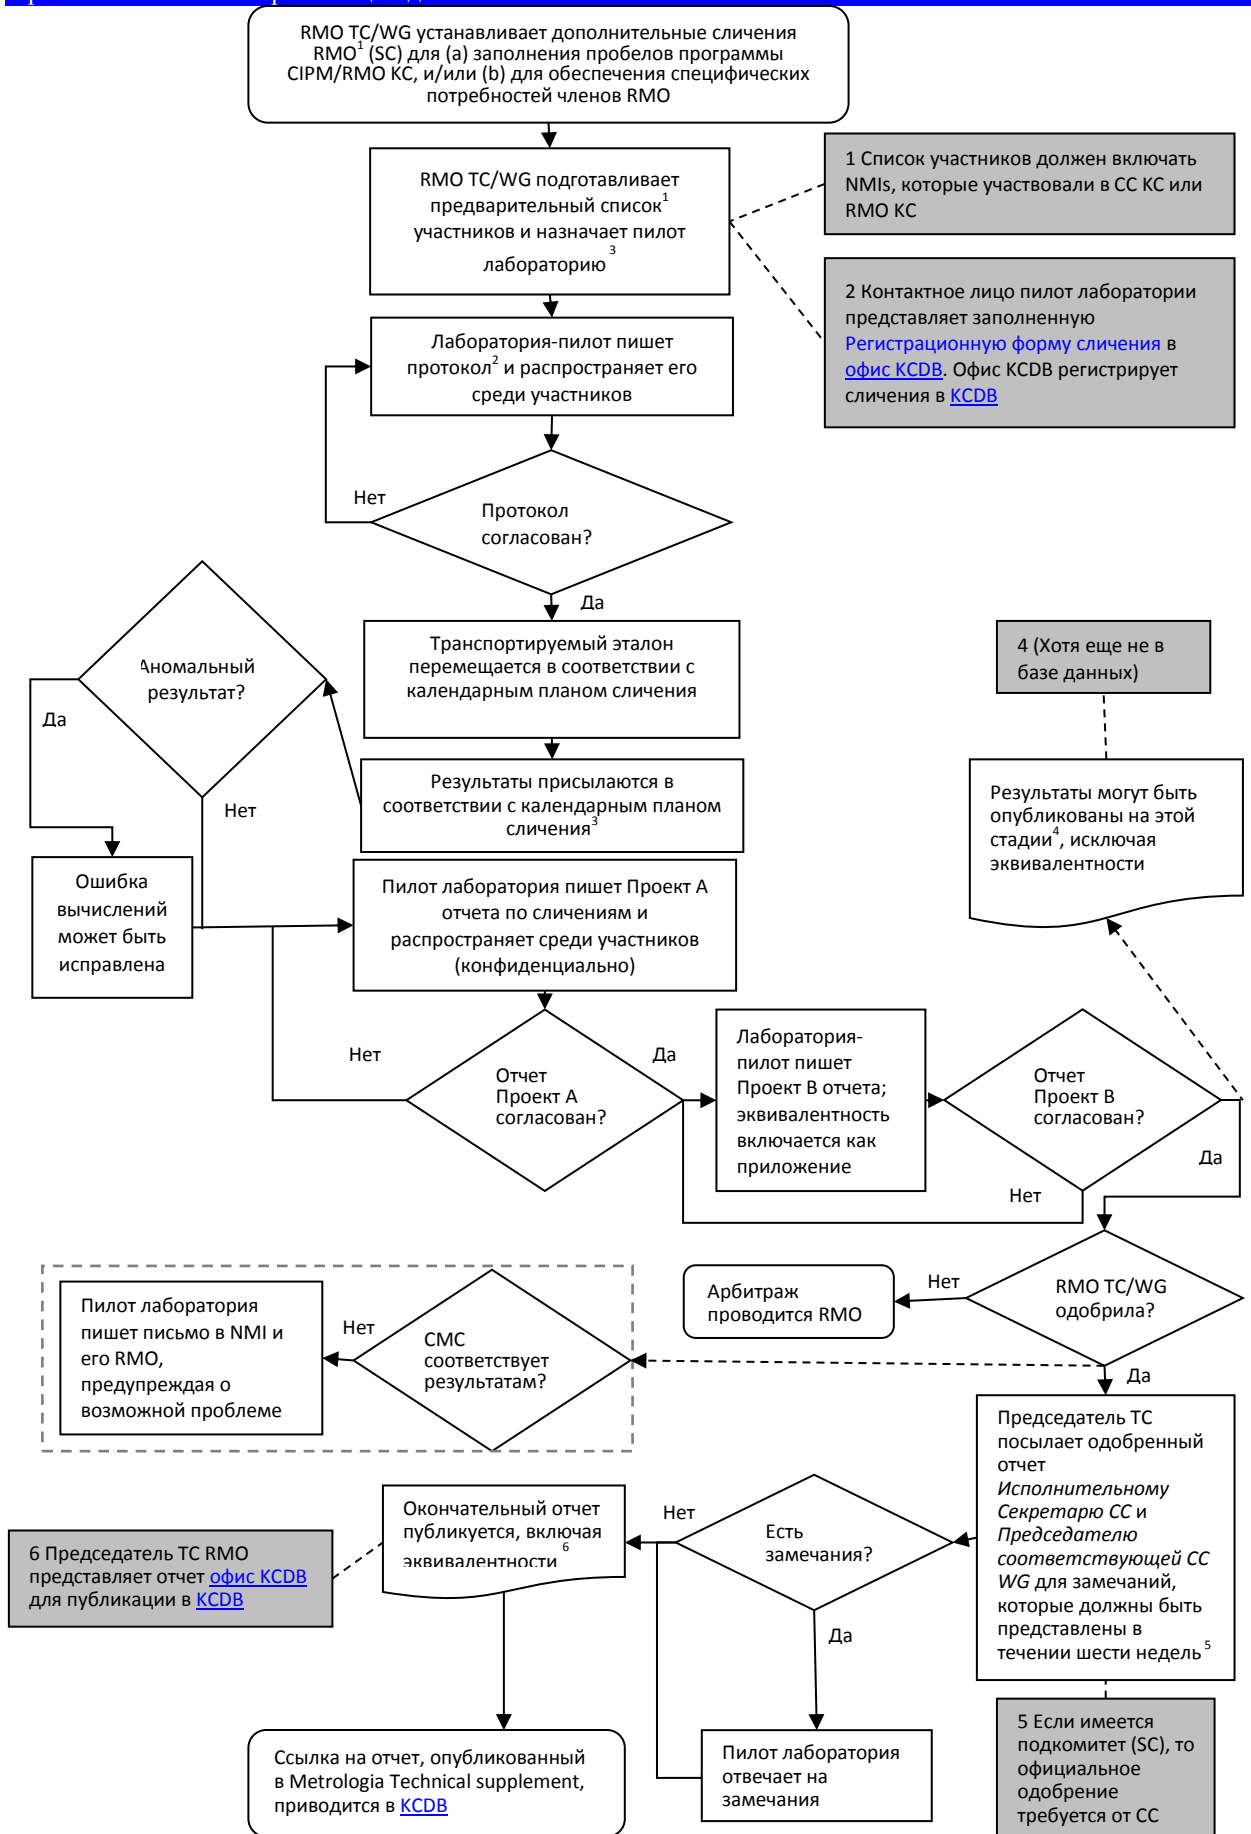 RMO TC/WG устанавливает дополнительные сличения
RMO¹ (SC) для (a) заполнения пробелов программы
CIPM/RMO КС, и/или (b) для обеспечения специфических
потребностей членов RMO
RMO TC/WG подготавливает
предварительный список¹
участников и назначает пилот
лабораторию³
1 Список участников должен включать
NMIs, которые участвовали в СС КС или
RMO КС
2 Контактное лицо пилот лаборатории
представляет заполненную
Регистрационную форму сличения в
офис KCDB. Офис KCDB регистрирует
сличения в KCDB
Лаборатория-пилот пишет
протокол² и распространяет его
среди участников
Нет
Протокол
согласован?
Да
Транспортируемый эталон
перемещается в соответствии с
календарным планом сличения
Аномальный
результат?
Да
Нет
Результаты присылаются в
соответствии с календарным планом
сличения³
4 (Хотя еще не в
базе данных)
Результаты могут быть
опубликованы на этой
стадии⁴, исключая
эквивалентности
Ошибка
вычислений
может быть
исправлена
Пилот лаборатория пишет Проект А
отчета по сличениям и
распространяет среди участников
(конфиденциально)
Нет
Отчет
Проект А
согласован?
Да
Лаборатория-
пилот пишет
Проект В отчета;
эквивалентность
включается как
приложение
Отчет
Проект В
согласован?
Да
Нет
RMO TC/WG
одобрила?
Нет
Арбитраж
проводится RMO
Да
СМС
соответствует
результатам?
Нет
Пилот лаборатория
пишет письмо в NMI и
его RMO,
предупреждая о
возможной проблеме
Председатель ТС
посылает одобренный
отчет
Исполнительному
Секретарю СС и
Председателю
соответствующей СС
WG для замечаний,
которые должны быть
представлены в
течении шести недель⁵
5 Если имеется
подкомитет (SC), то
официальное
одобрение
требуется от СС
Есть
замечания?
Нет
Да
Пилот лаборатория
отвечает на
замечания
Окончательный отчет
публикуется, включая
эквивалентности⁶
6 Председатель ТС RMO
представляет отчет офис KCDB
для публикации в KCDB
Ссылка на отчет, опубликованный
в Metrologia Technical supplement,
приводится в KCDB